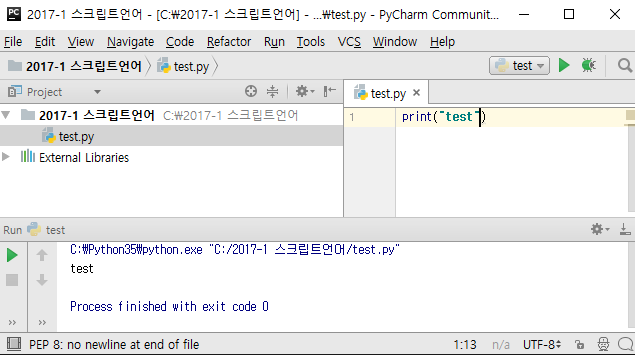 2017-1 스크립트언어 - [C:₩2017-1 스크립트언어] - ...₩test.py - PyCharm Communit...
File Edit View Navigate Code Refactor Run Tools VCS Window Help
2017-1 스크립트언어 test.py test
Project
test.py
2017-1 스크립트언어 C:₩2017-1 스크립트언어
test.py
External Libraries
1 print("test")
Run test
C:₩Python35₩python.exe "C:/2017-1 스크립트언어/test.py"
test
Process finished with exit code 0
PEP 8: no newline at end of file 1:13 n/a UTF-8